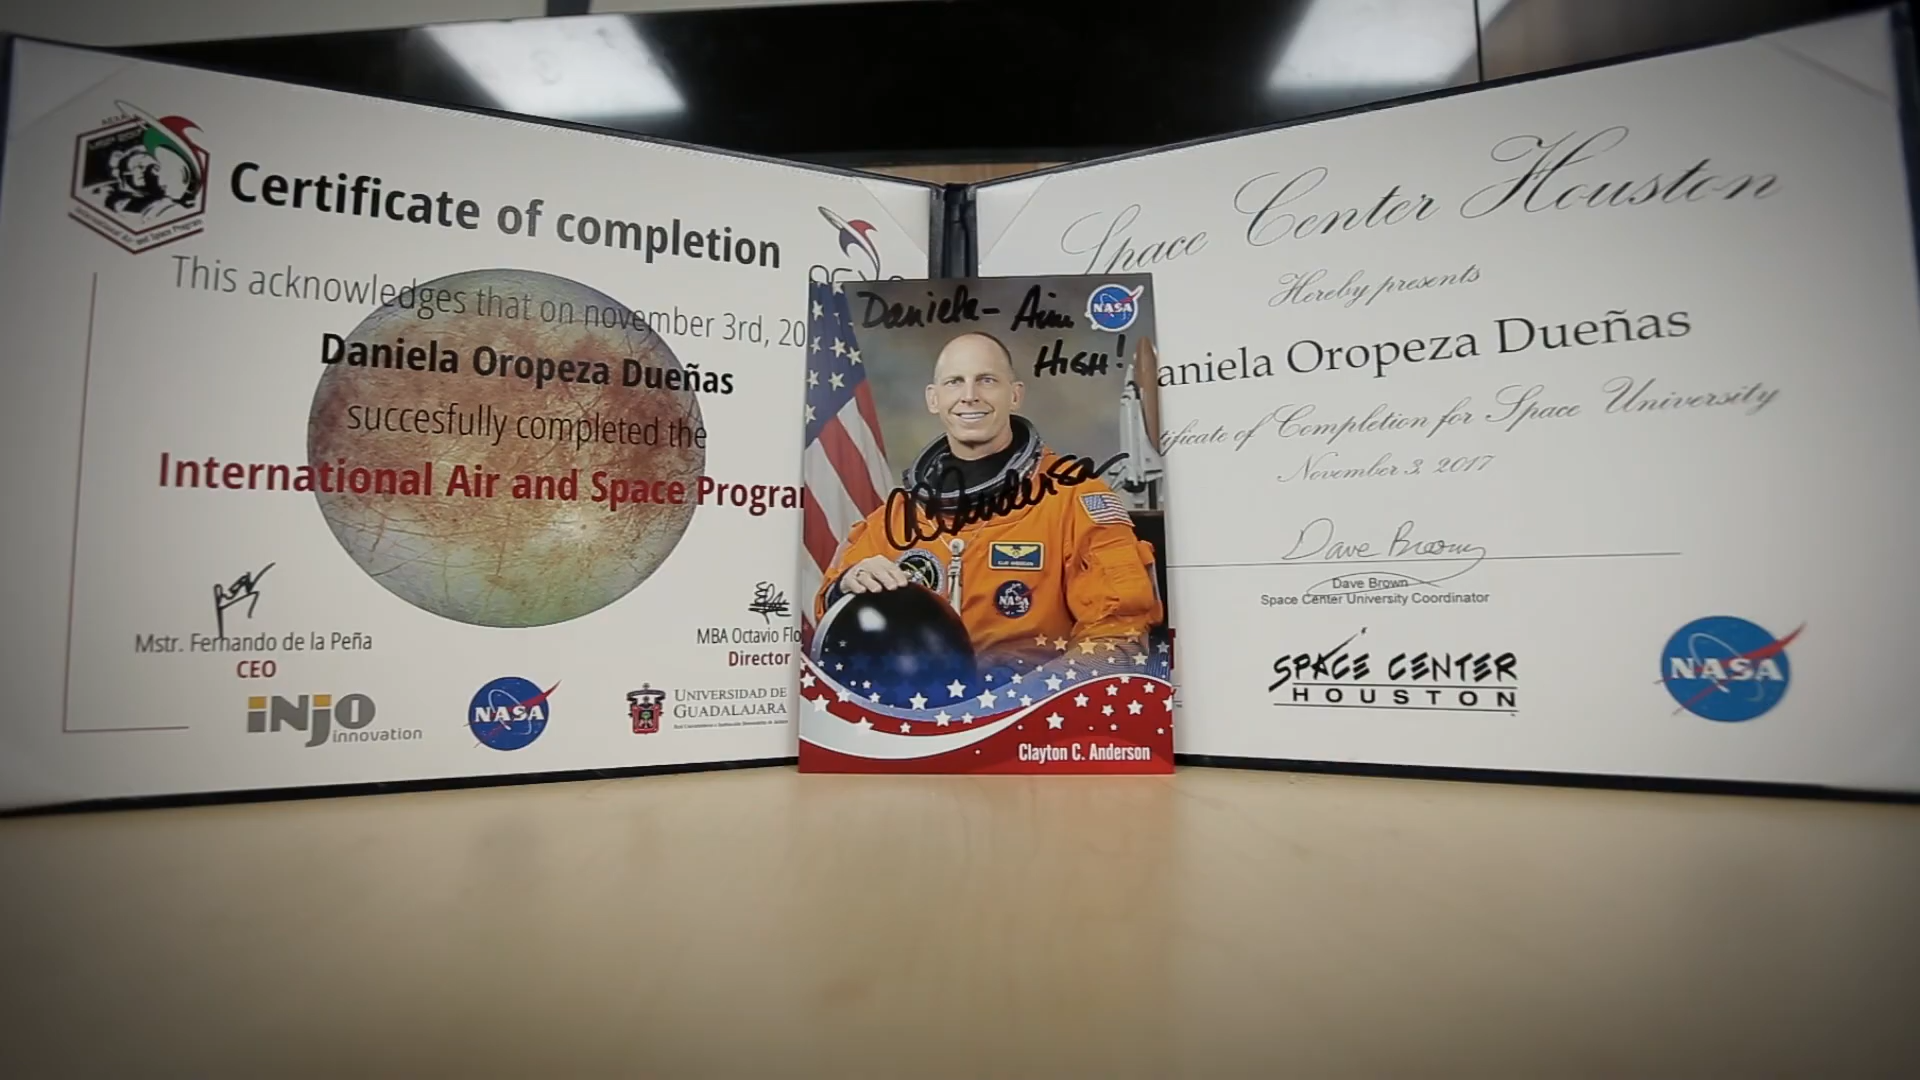 Certificate of completion
This acknowledges that on november 3rd, 20
Daniela Oropeza Dueñas
succesfully completed the
International Air and Space Progra
Mstr. Fernando de la Peña
CEO
MBA Octavio Flo
Director
iNJO
innovation
NASA
UNIVERSIDAD DE
GUADALAJARA
Daniela - Aim
HIGH!
NASA
CAnderson
NASA
Clayton C. Anderson
Space Center Houston
Hereby presents
aniela Oropeza Dueñas
tificate of Completion for Space University
November 3, 2017
Dave Brown
Dave Brown
Space Center University Coordinator
SPACE CENTER
HOUSTON
NASA